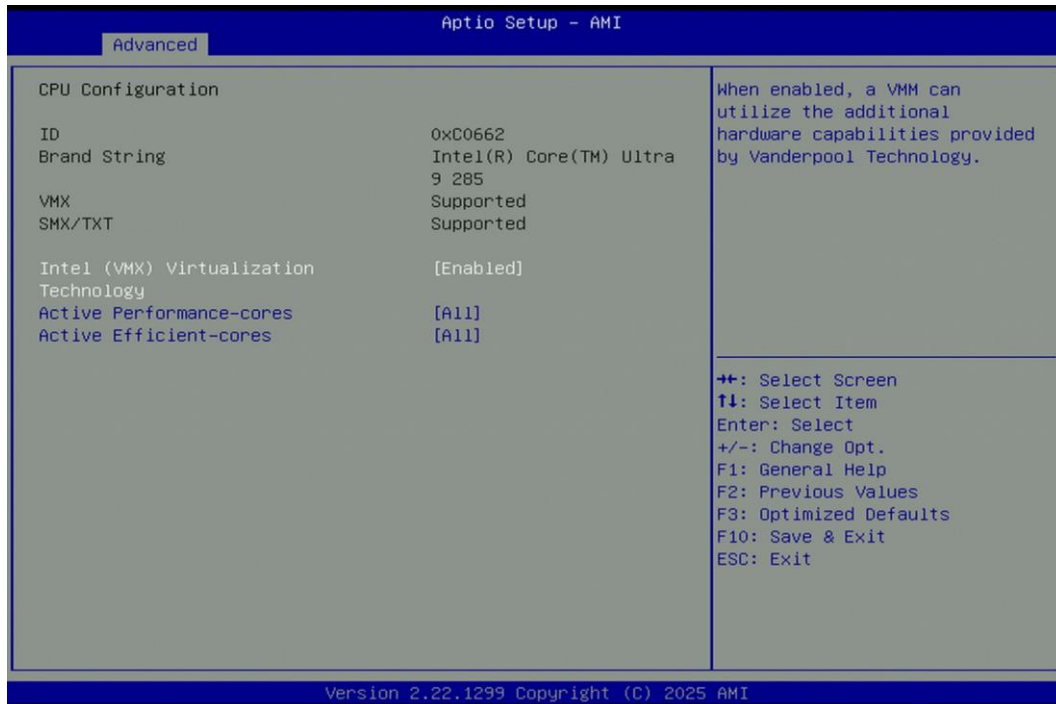 Aptio Setup – AMI
Advanced
CPU Configuration
ID 0xC0662
Brand String Intel(R) Core(TM) Ultra
9 285
VMX Supported
SMX/TXT Supported
Intel (VMX) Virtualization [Enabled]
Technology
Active Performance-cores [All]
Active Efficient-cores [All]
When enabled, a VMM can
utilize the additional
hardware capabilities provided
by Vanderpool Technology.
→←: Select Screen
↑↓: Select Item
Enter: Select
+/-: Change Opt.
F1: General Help
F2: Previous Values
F3: Optimized Defaults
F10: Save & Exit
ESC: Exit
Version 2.22.1299 Copyright (C) 2025 AMI